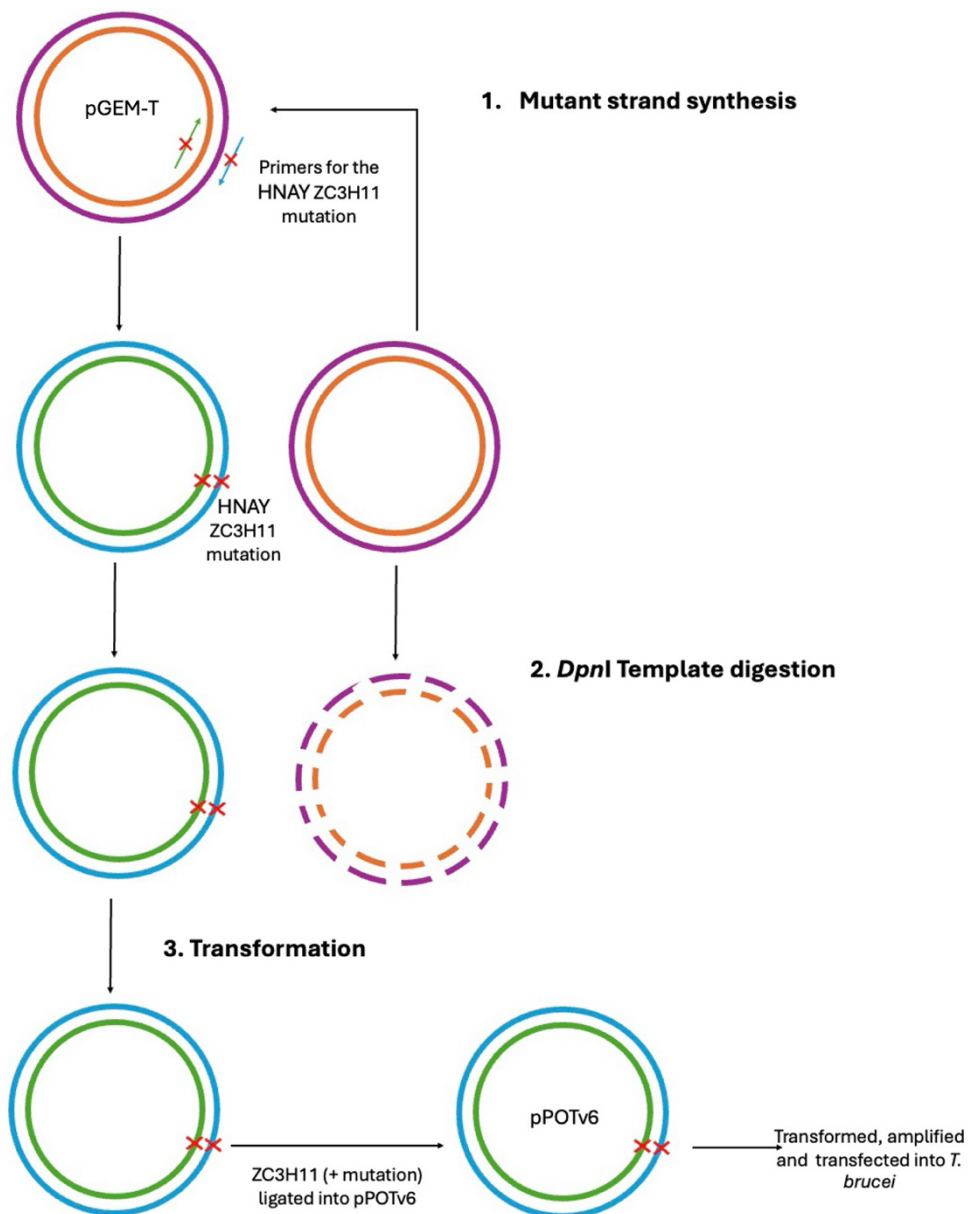 pGEM-T
1. Mutant strand synthesis
Primers for the
HNAY ZC3H11
mutation
HNAY
ZC3H11
mutation
2. DpnI Template digestion
3. Transformation
pPOTv6
ZC3H11 (+ mutation)
ligated into pPOTv6
Transformed, amplified
and transfected into T.
brucei